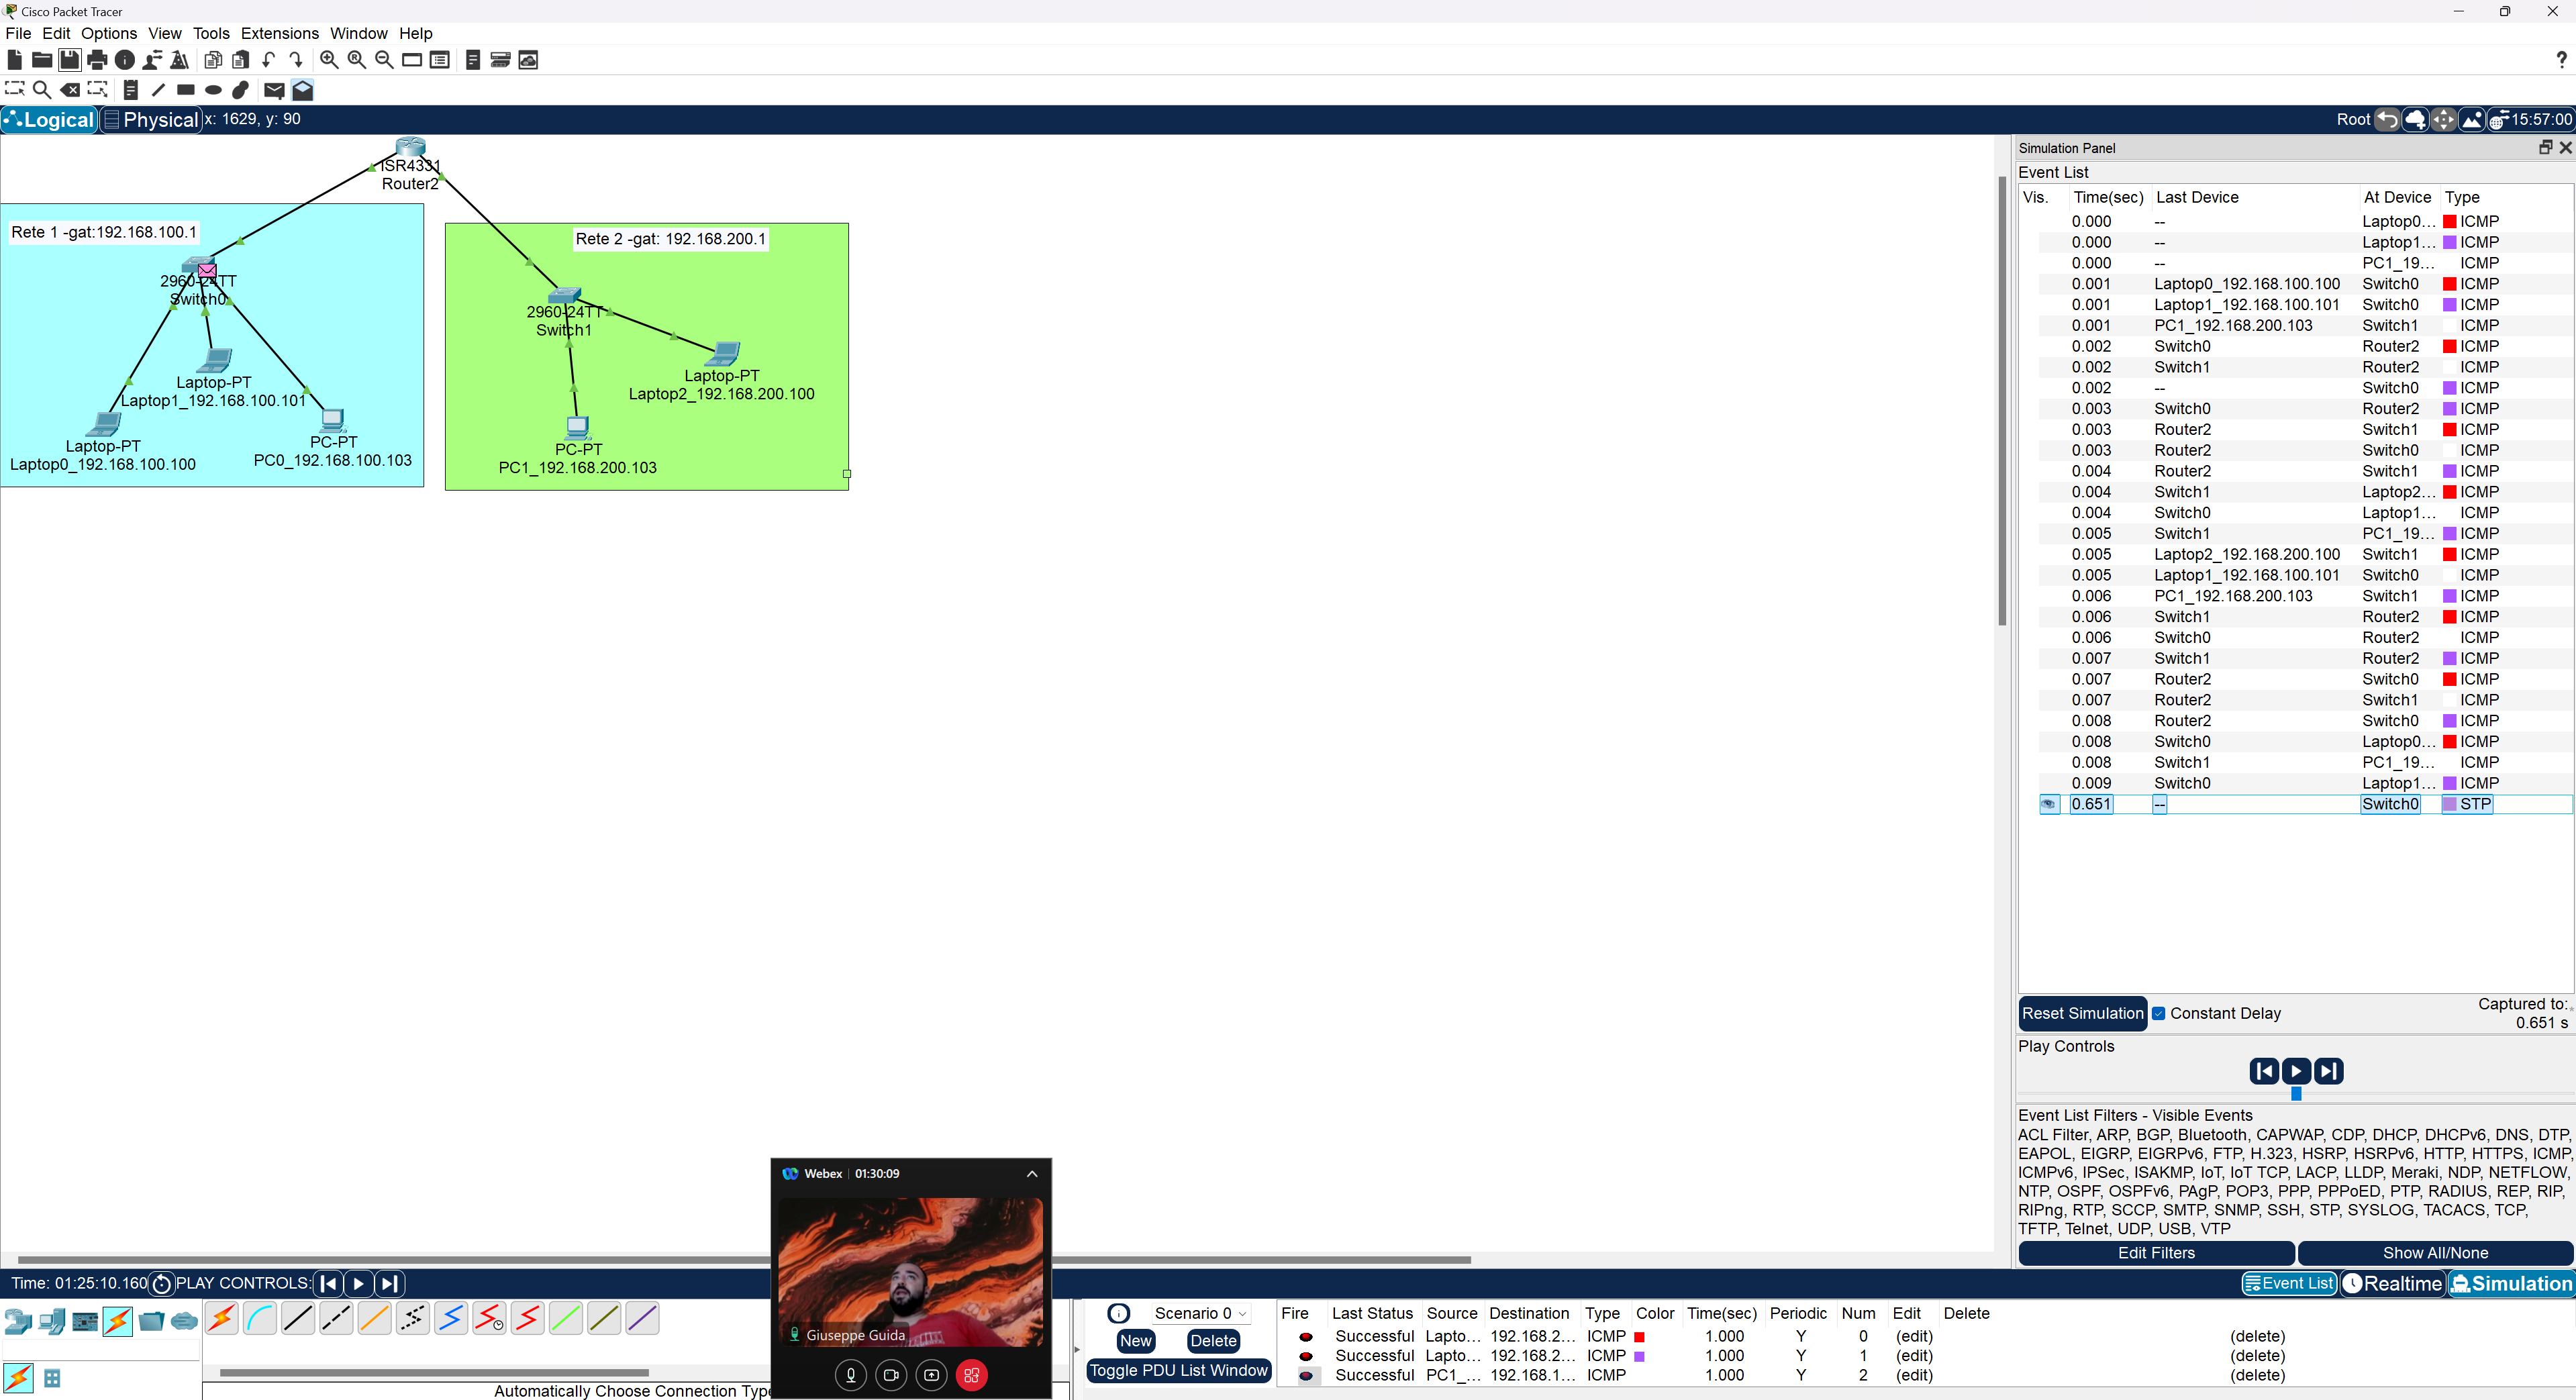 Cisco Packet Tracer
File Edit Options View Tools Extensions Window Help
Logical Physical x: 1629, y: 90
Root 15:57:00
ISR4331
Router2
Rete 1 -gat:192.168.100.1
2960-24TT
Switch0
Laptop-PT
Laptop1_192.168.100.101
Laptop-PT
Laptop0_192.168.100.100
PC-PT
PC0_192.168.100.103
Rete 2 -gat: 192.168.200.1
2960-24TT
Switch1
Laptop-PT
Laptop2_192.168.200.100
PC-PT
PC1_192.168.200.103
Simulation Panel
Event List
Vis. Time(sec) Last Device At Device Type
0.000 -- Laptop0... ICMP
0.000 -- Laptop1... ICMP
0.000 -- PC1_19... ICMP
0.001 Laptop0_192.168.100.100 Switch0 ICMP
0.001 Laptop1_192.168.100.101 Switch0 ICMP
0.001 PC1_192.168.200.103 Switch1 ICMP
0.002 Switch0 Router2 ICMP
0.002 Switch1 Router2 ICMP
0.002 -- Switch0 ICMP
0.003 Switch0 Router2 ICMP
0.003 Router2 Switch1 ICMP
0.003 Router2 Switch0 ICMP
0.004 Router2 Switch1 ICMP
0.004 Switch1 Laptop2... ICMP
0.004 Switch0 Laptop1... ICMP
0.005 Switch1 PC1_19... ICMP
0.005 Laptop2_192.168.200.100 Switch1 ICMP
0.005 Laptop1_192.168.100.101 Switch0 ICMP
0.006 PC1_192.168.200.103 Switch1 ICMP
0.006 Switch1 Router2 ICMP
0.006 Switch0 Router2 ICMP
0.007 Switch1 Router2 ICMP
0.007 Router2 Switch0 ICMP
0.007 Router2 Switch1 ICMP
0.008 Router2 Switch0 ICMP
0.008 Switch0 Laptop0... ICMP
0.008 Switch1 PC1_19... ICMP
0.009 Switch0 Laptop1... ICMP
0.651 -- Switch0 STP
Reset Simulation Constant Delay Captured to:
0.651 s
Play Controls
Event List Filters - Visible Events
ACL Filter, ARP, BGP, Bluetooth, CAPWAP, CDP, DHCP, DHCPv6, DNS, DTP,
EAPOL, EIGRP, EIGRPv6, FTP, H.323, HSRP, HSRPv6, HTTP, HTTPS, ICMP,
ICMPv6, IPSec, ISAKMP, IoT, IoT TCP, LACP, LLDP, Meraki, NDP, NETFLOW,
NTP, OSPF, OSPFv6, PAgP, POP3, PPP, PPPoED, PTP, RADIUS, REP, RIP,
RIPng, RTP, SCCP, SMTP, SNMP, SSH, STP, SYSLOG, TACACS, TCP,
TFTP, Telnet, UDP, USB, VTP
Edit Filters Show All/None
Time: 01:25:10.160 PLAY CONTROLS:
Event List Realtime Simulation
Automatically Choose Connection Type
Webex 01:30:09
Giuseppe Guida
Scenario 0
New Delete
Toggle PDU List Window
Fire Last Status Source Destination Type Color Time(sec) Periodic Num Edit Delete
Successful Lapto... 192.168.2... ICMP 1.000 Y 0 (edit) (delete)
Successful Lapto... 192.168.2... ICMP 1.000 Y 1 (edit) (delete)
Successful PC1_... 192.168.1... ICMP 1.000 Y 2 (edit) (delete)